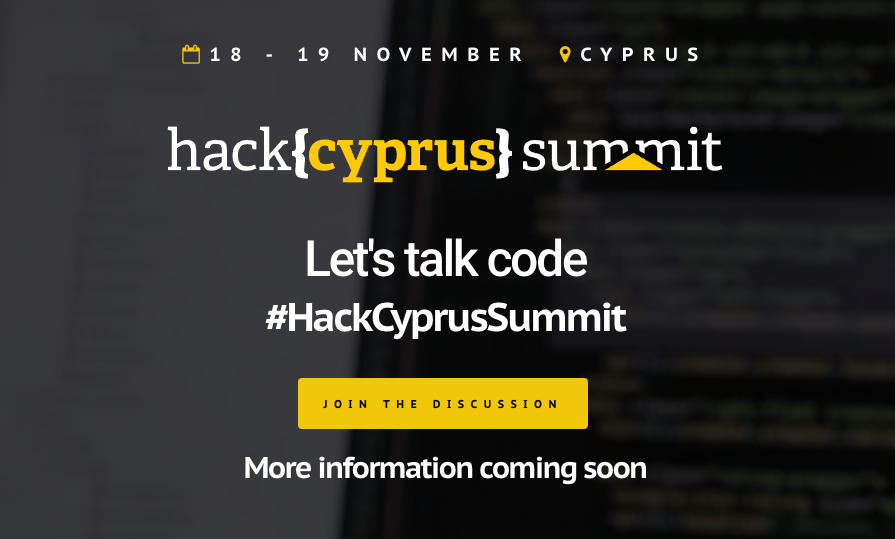 18 - 19 NOVEMBER CYPRUS
hack{cyprus} summit
Let's talk code
#HackCyprusSummit
JOIN THE DISCUSSION
More information coming soon